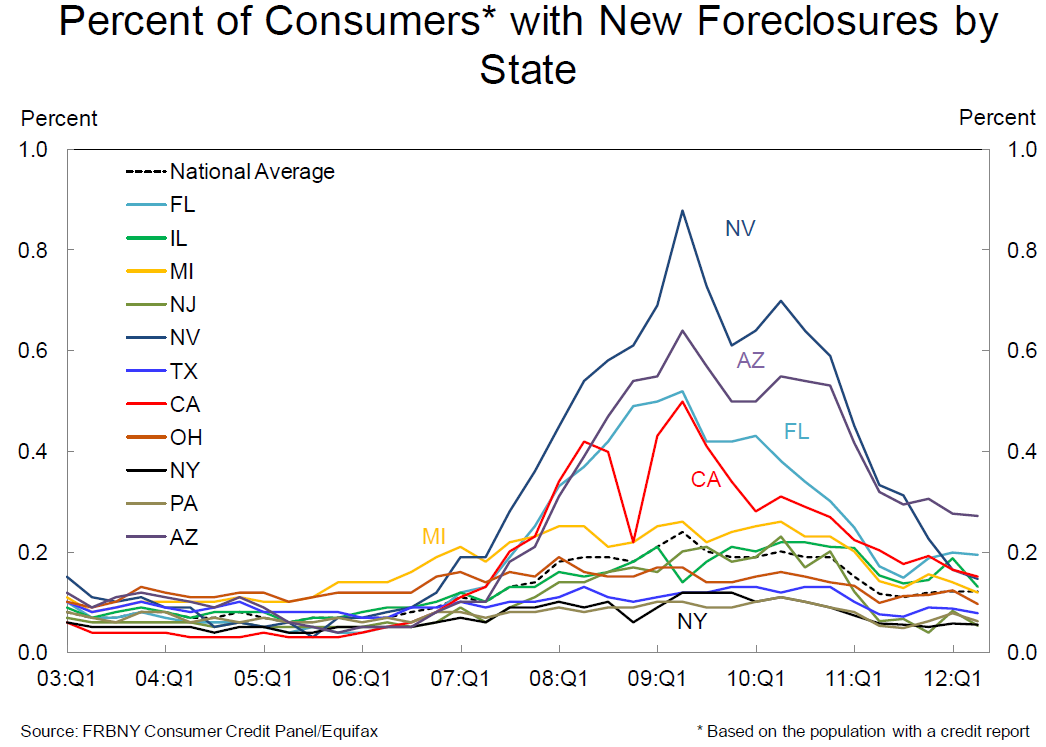 Percent of Consumers* with New Foreclosures by
State
Percent
Percent
1.0
1.0
National Average
FL
IL
MI
NJ
NV
TX
CA
OH
NY
PA
AZ
NV
AZ
FL
CA
MI
NY
0.8
0.8
0.6
0.6
0.4
0.4
0.2
0.2
0.0
0.0
03:Q1 04:Q1 05:Q1 06:Q1 07:Q1 08:Q1 09:Q1 10:Q1 11:Q1 12:Q1
Source: FRBNY Consumer Credit Panel/Equifax
* Based on the population with a credit report